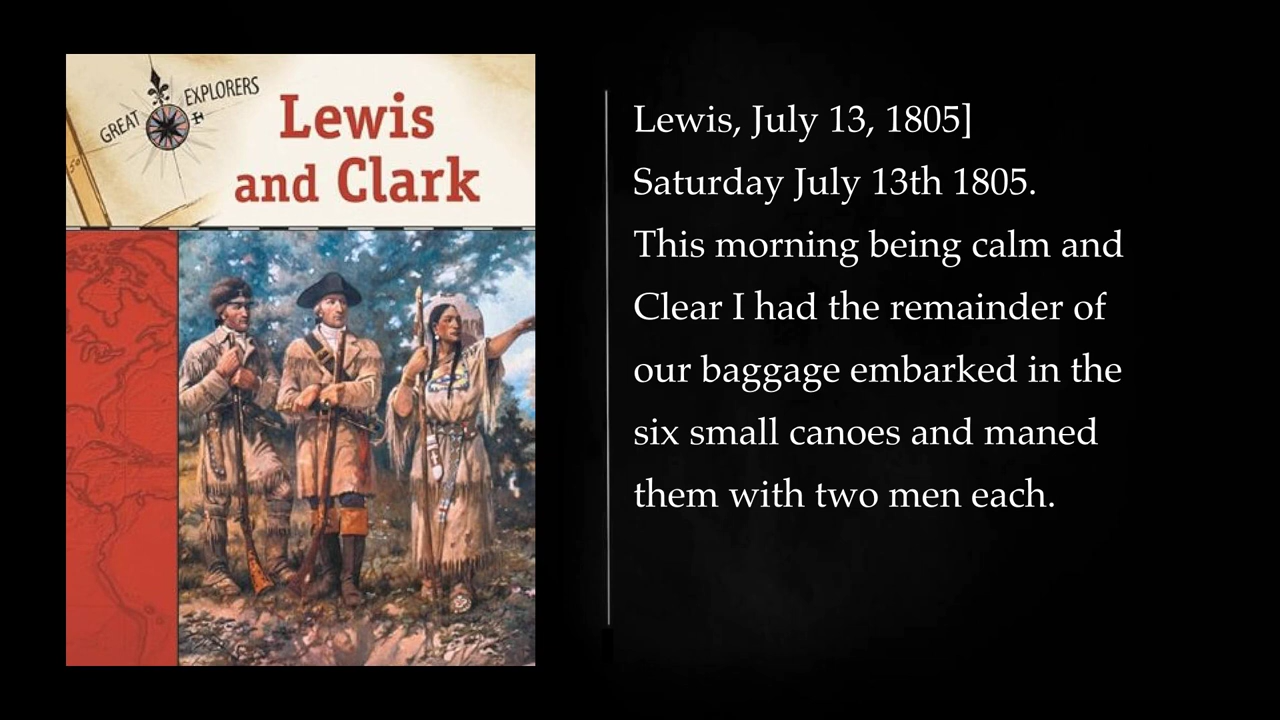 GREAT EXPLORERS
Lewis
and Clark
Lewis, July 13, 1805]
Saturday July 13th 1805.
This morning being calm and
Clear I had the remainder of
our baggage embarked in the
six small canoes and maned
them with two men each.